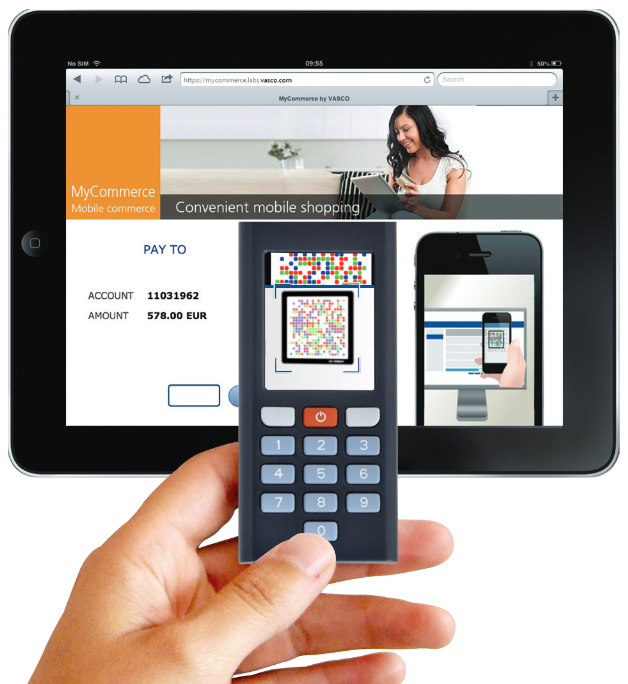 No SIM 09:55 50%
https://mycommerce.labs.vasco.com Search
MyCommerce by VASCO
MyCommerce
Mobile commerce
Convenient mobile shopping
PAY TO
ACCOUNT 11031962
AMOUNT 578.00 EUR
1 2 3
4 5 6
7 8 9
0